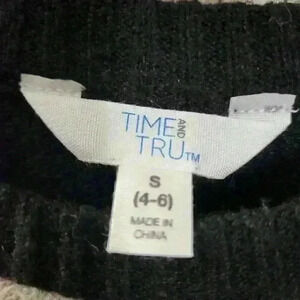 TIME AND
TRU™
S
(4-6)
MADE IN
CHINA